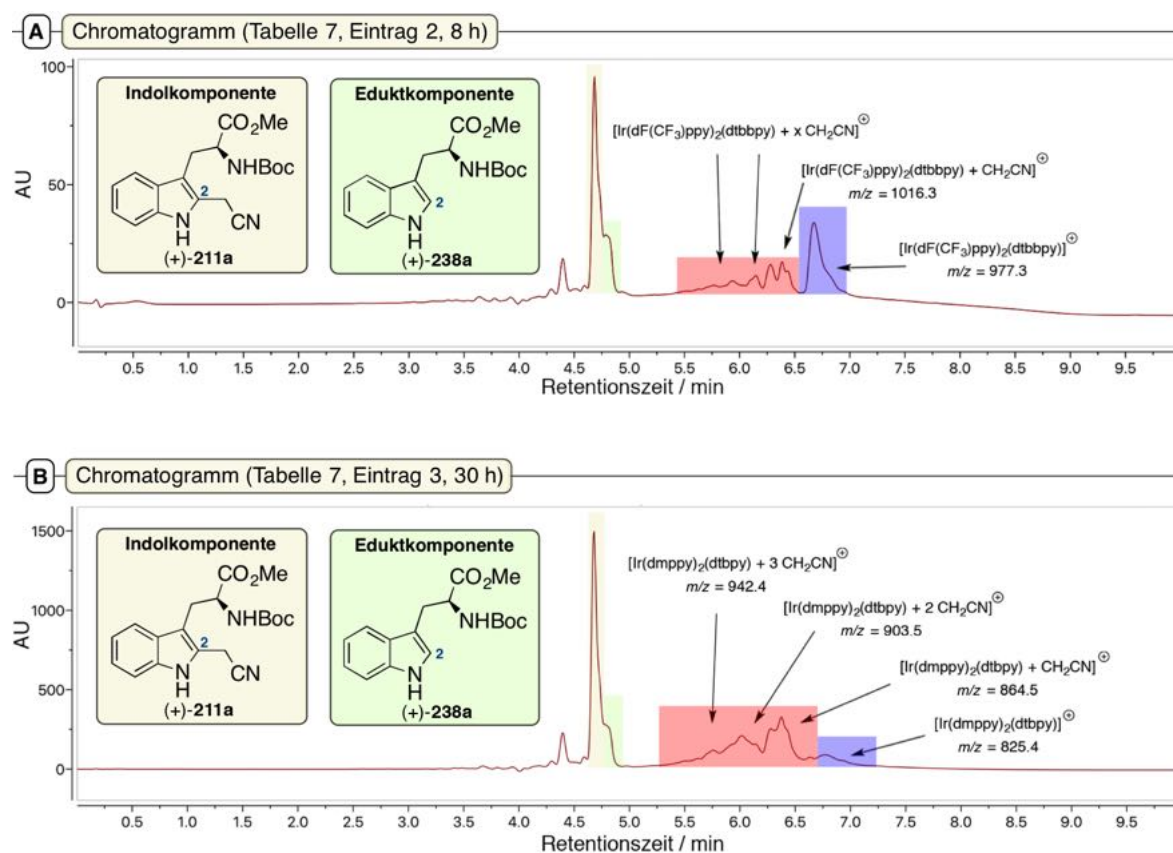 A Chromatogramm (Tabelle 7, Eintrag 2, 8 h)
100
50
0
AU
Indolkomponente
CO₂Me
NHBoc
2
N
H
CN
(+)-211a
Eduktkomponente
CO₂Me
NHBoc
2
N
H
(+)-238a
[Ir(dF(CF₃)ppy)₂(dtbbpy) + x CH₂CN]⊕
[Ir(dF(CF₃)ppy)₂(dtbbpy) + CH₂CN]⊕
m/z = 1016.3
[Ir(dF(CF₃)ppy)₂(dtbbpy)]⊕
m/z = 977.3
0.5 1.0 1.5 2.0 2.5 3.0 3.5 4.0 4.5 5.0 5.5 6.0 6.5 7.0 7.5 8.0 8.5 9.0 9.5
Retentionszeit / min
B Chromatogramm (Tabelle 7, Eintrag 3, 30 h)
1500
1000
500
0
AU
Indolkomponente
CO₂Me
NHBoc
2
N
H
CN
(+)-211a
Eduktkomponente
CO₂Me
NHBoc
2
N
H
(+)-238a
[Ir(dmppy)₂(dtbpy) + 3 CH₂CN]⊕
m/z = 942.4
[Ir(dmppy)₂(dtbpy) + 2 CH₂CN]⊕
m/z = 903.5
[Ir(dmppy)₂(dtbpy) + CH₂CN]⊕
m/z = 864.5
[Ir(dmppy)₂(dtbpy)]⊕
m/z = 825.4
0.5 1.0 1.5 2.0 2.5 3.0 3.5 4.0 4.5 5.0 5.5 6.0 6.5 7.0 7.5 8.0 8.5 9.0 9.5
Retentionszeit / min